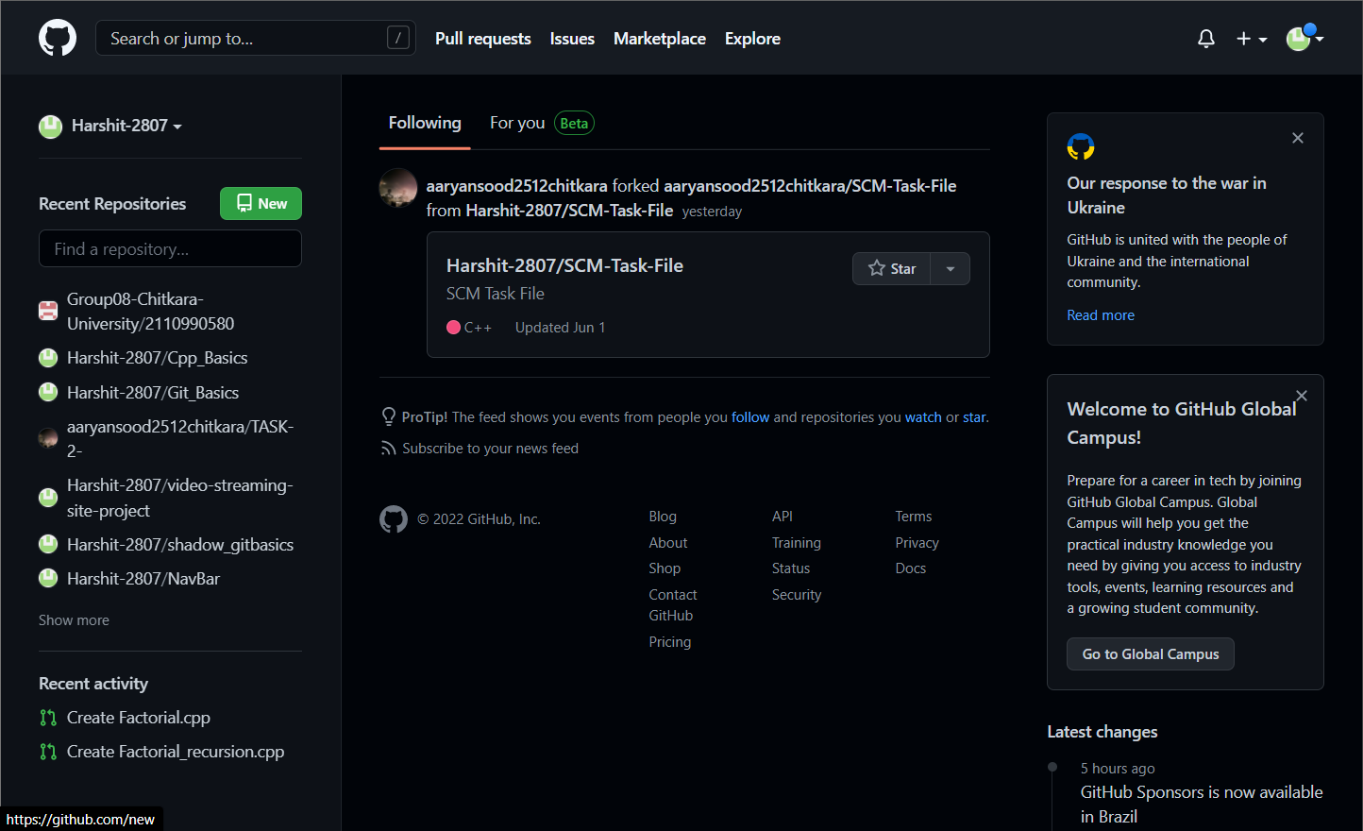 Search or jump to... /
Pull requests Issues Marketplace Explore
Harshit-2807
Recent Repositories
New
Find a repository...
Group08-Chitkara-
University/2110990580
Harshit-2807/Cpp_Basics
Harshit-2807/Git_Basics
aaryansood2512chitkara/TASK-
2-
Harshit-2807/video-streaming-
site-project
Harshit-2807/shadow_gitbasics
Harshit-2807/NavBar
Show more
Recent activity
Create Factorial.cpp
Create Factorial_recursion.cpp
https://github.com/new
Following For you Beta
aaryansood2512chitkara forked aaryansood2512chitkara/SCM-Task-File
from Harshit-2807/SCM-Task-File yesterday
Harshit-2807/SCM-Task-File
Star
SCM Task File
C++ Updated Jun 1
ProTip! The feed shows you events from people you follow and repositories you watch or star.
Subscribe to your news feed
© 2022 GitHub, Inc.
Blog
About
Shop
Contact
GitHub
Pricing
API
Training
Status
Security
Terms
Privacy
Docs
Our response to the war in
Ukraine
GitHub is united with the people of
Ukraine and the international
community.
Read more
Welcome to GitHub Global
Campus!
Prepare for a career in tech by joining
GitHub Global Campus. Global
Campus will help you get the
practical industry knowledge you
need by giving you access to industry
tools, events, learning resources and
a growing student community.
Go to Global Campus
Latest changes
5 hours ago
GitHub Sponsors is now available
in Brazil